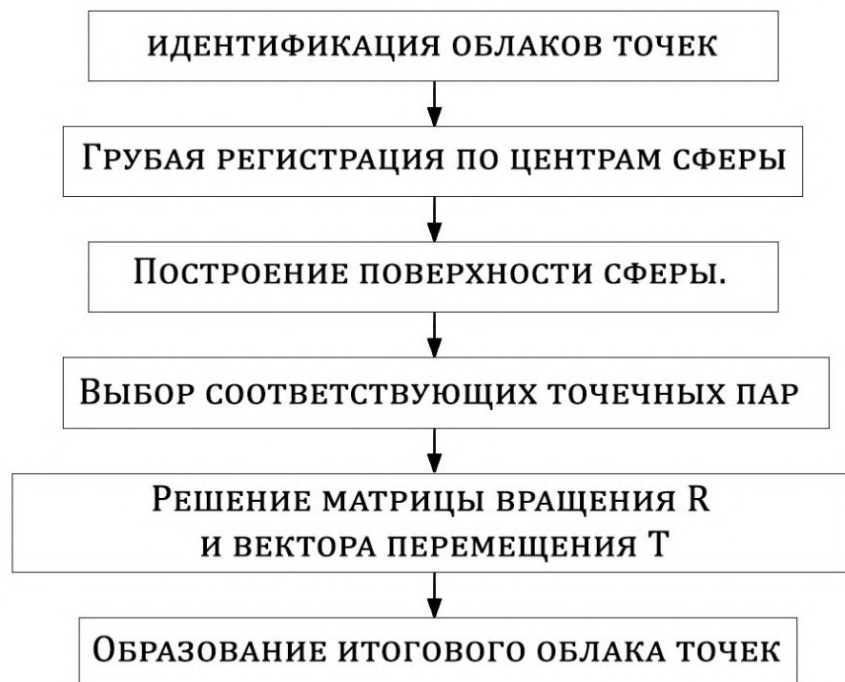 идентификация облаков точек
Грубая регистрация по центрам сферы
Построение поверхности сферы.
Выбор соответствующих точечных пар
Решение матрицы вращения R
и вектора перемещения T
Образование итогового облака точек